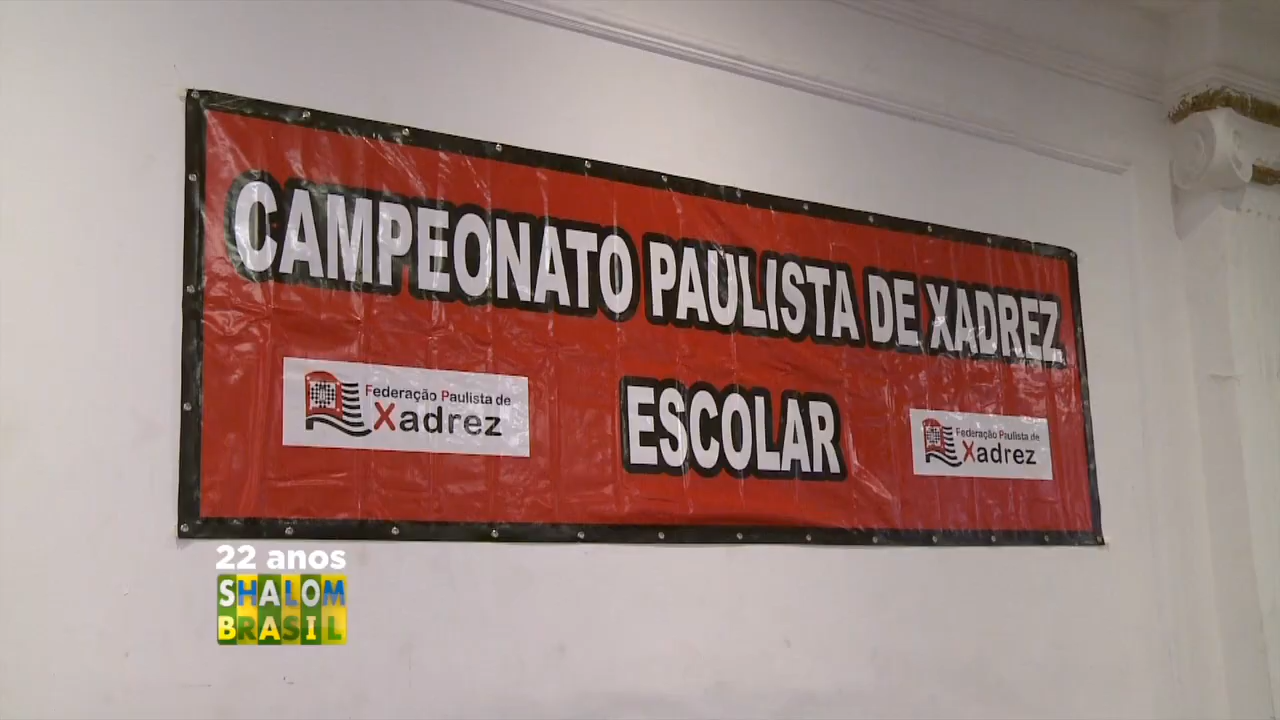 CAMPEONATO PAULISTA DE XADREZ
ESCOLAR
Federação Paulista de
Xadrez
Federação Paulista de
Xadrez
22 anos
SHALOM
BRASIL